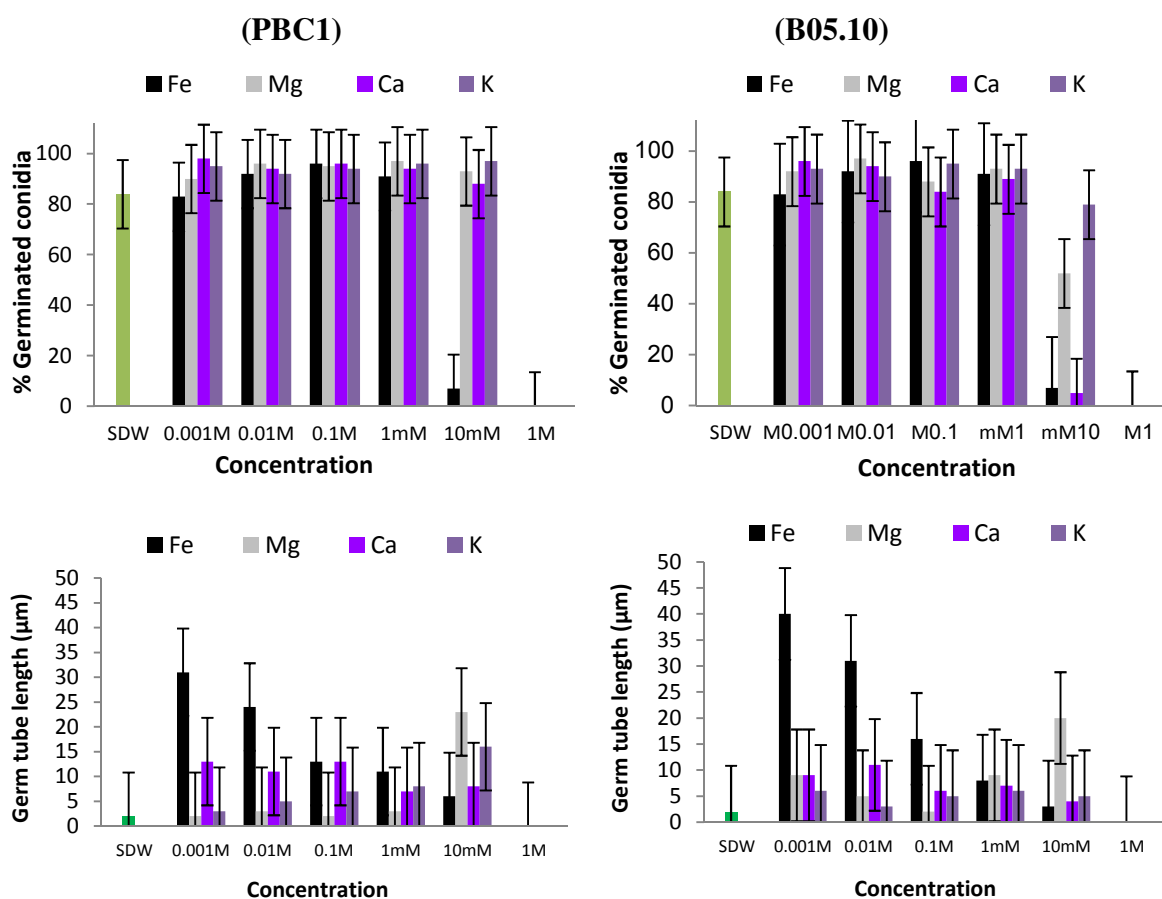 (PBC1)
(B05.10)
Fe Mg Ca K
% Germinated conidia
100
80
60
40
20
0
SDW 0.001M 0.01M 0.1M 1mM 10mM 1M
Concentration
Fe Mg Ca K
% Germinated conidia
100
80
60
40
20
0
SDW M0.001 M0.01 M0.1 mM1 mM10 M1
Concentration
Fe Mg Ca K
Germ tube length (µm)
50
45
40
35
30
25
20
15
10
5
0
SDW 0.001M 0.01M 0.1M 1mM 10mM 1M
Concentration
Fe Mg Ca K
Germ tube length (µm)
50
45
40
35
30
25
20
15
10
5
0
SDW 0.001M 0.01M 0.1M 1mM 10mM 1M
Concentration